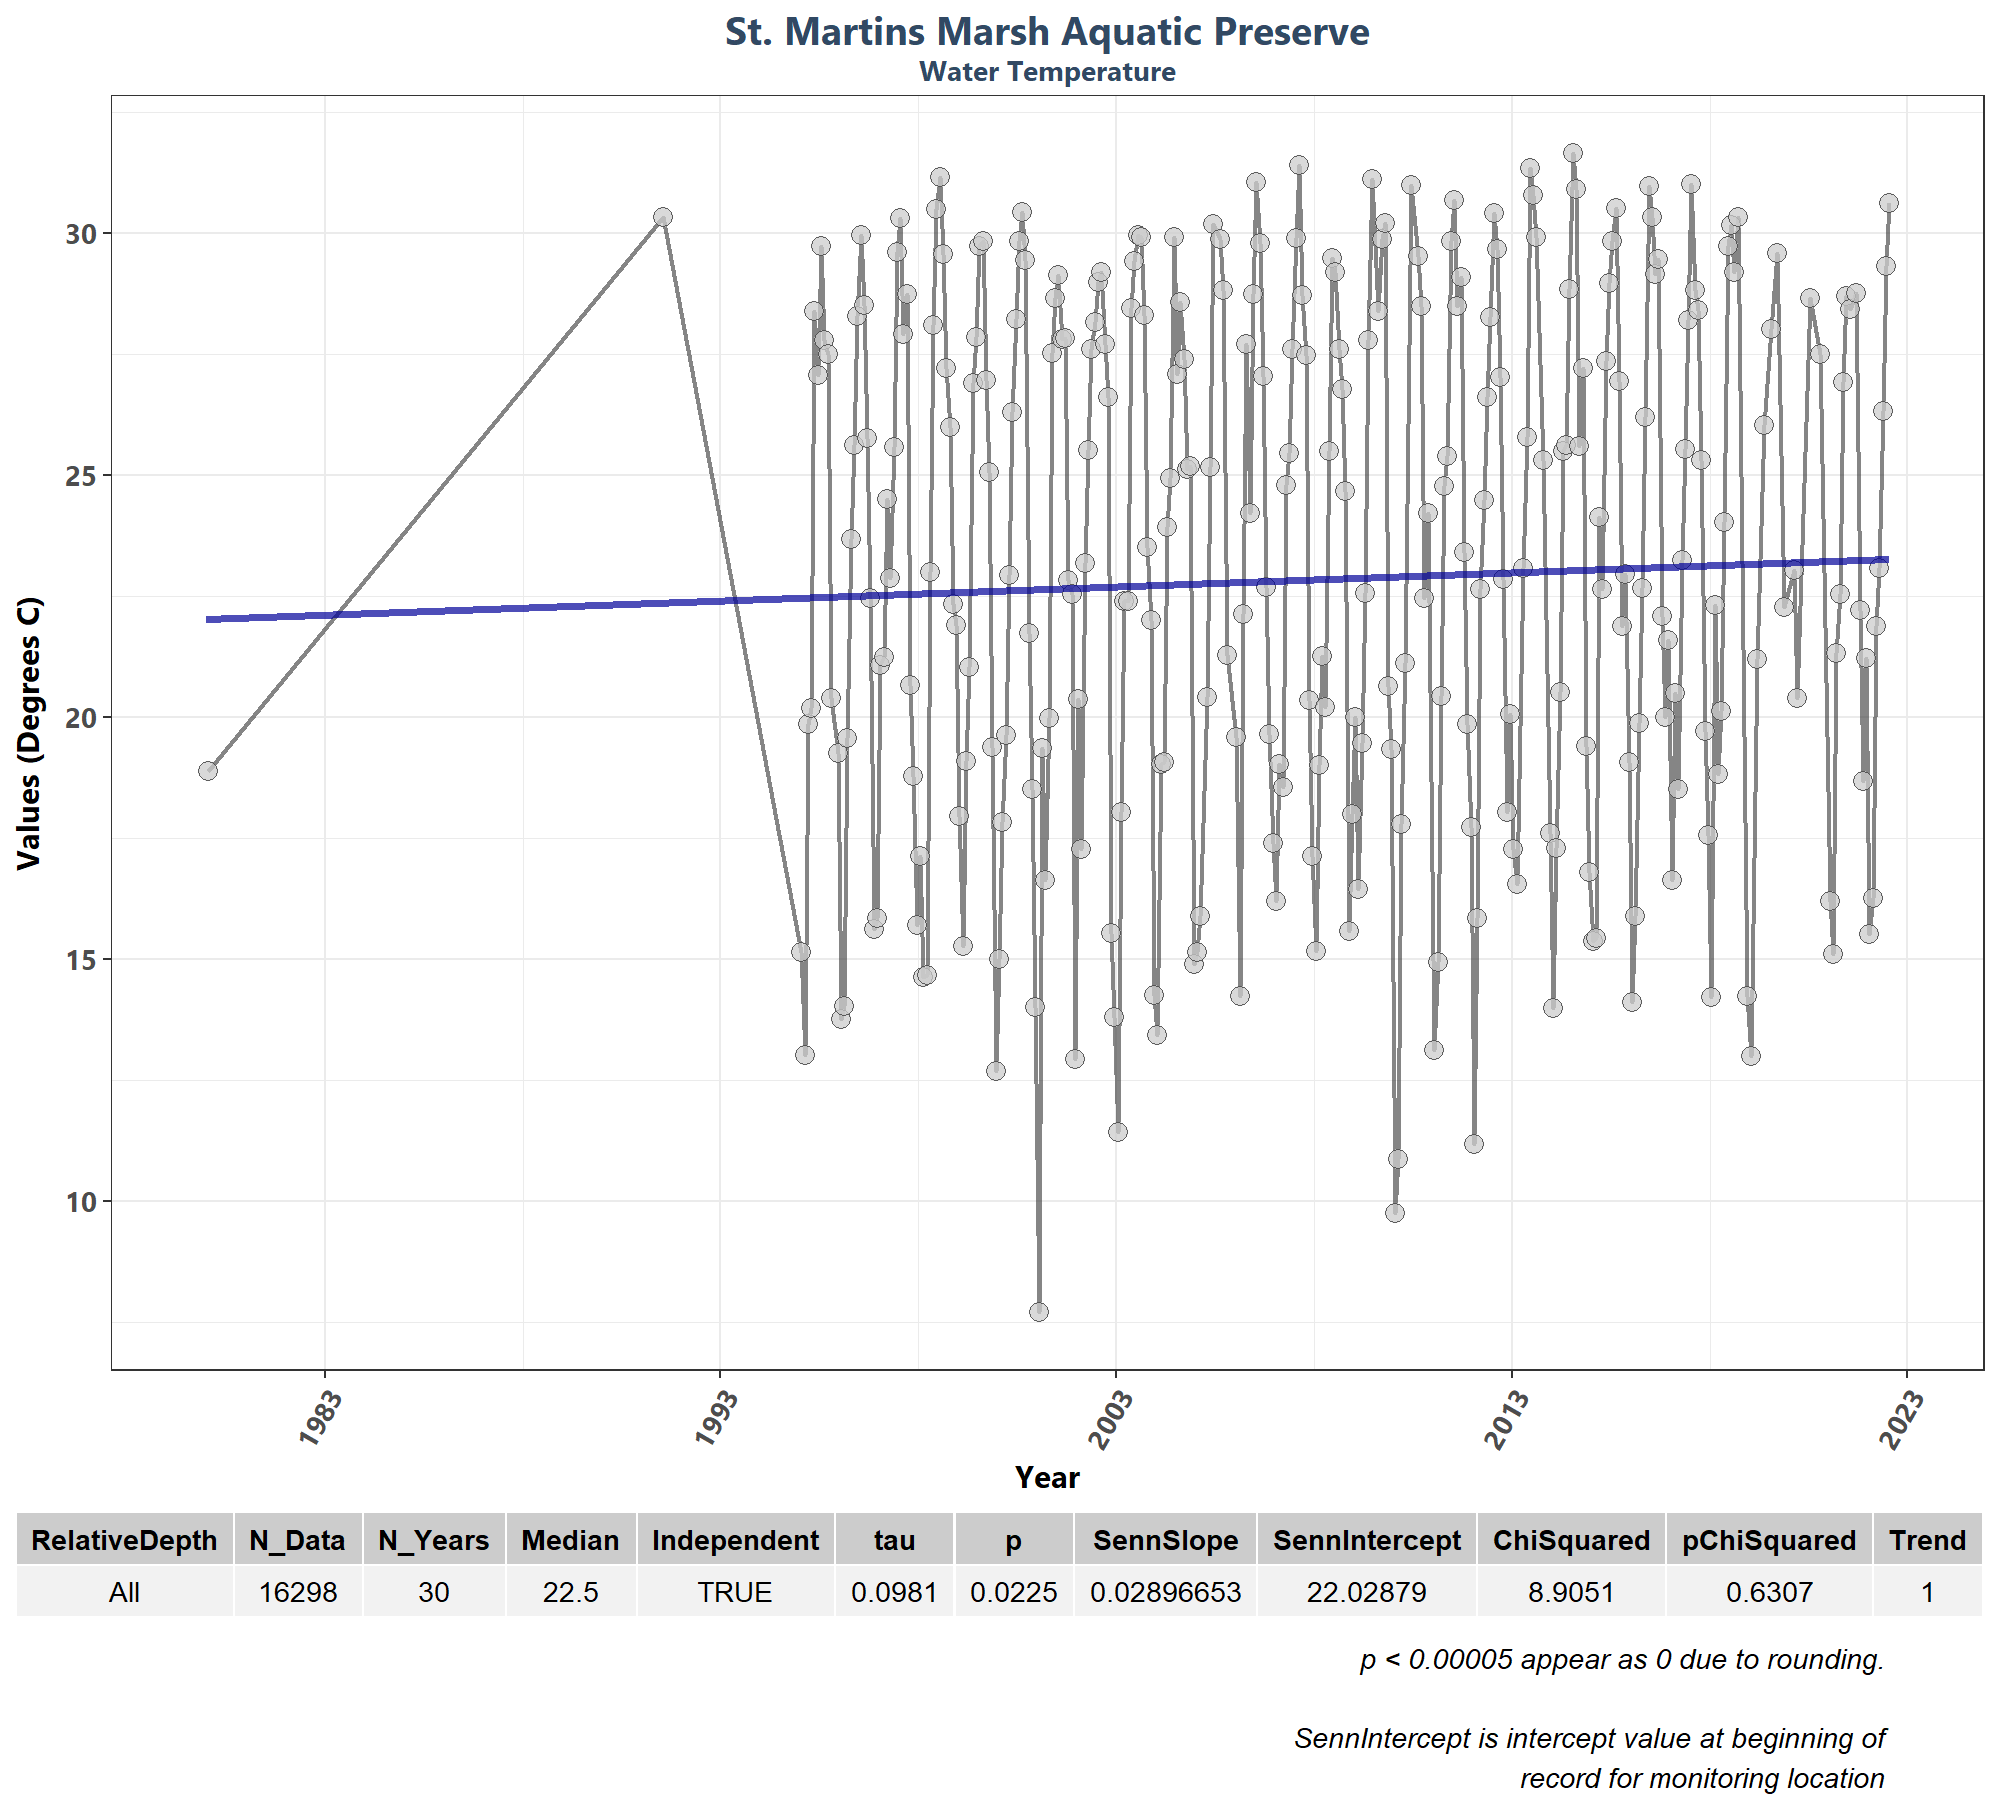 St. Martins Marsh Aquatic Preserve
Water Temperature
Values (Degrees C)
30
25
20
15
10
1983
1993
2003
2013
2023
Year
RelativeDepth N_Data N_Years Median Independent tau p SennSlope SennIntercept ChiSquared pChiSquared Trend
All 16298 30 22.5 TRUE 0.0981 0.0225 0.02896653 22.02879 8.9051 0.6307 1
p < 0.00005 appear as 0 due to rounding.
SennIntercept is intercept value at beginning of
record for monitoring location